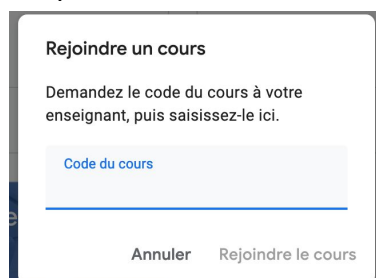 Rejoindre un cours
Demandez le code du cours à votre
enseignant, puis saisissez-le ici.
Code du cours
Annuler Rejoindre le cours